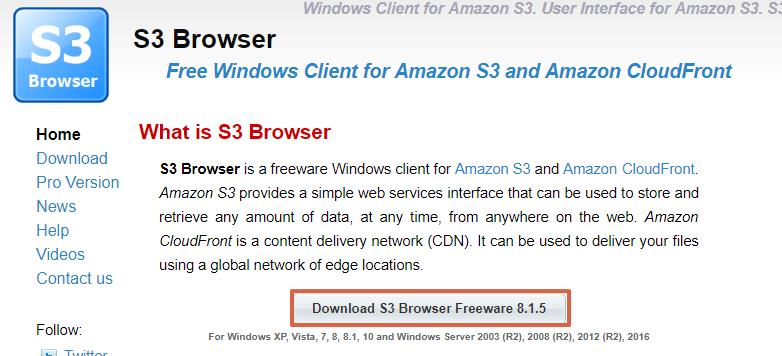 Windows Client for Amazon S3. User Interface for Amazon S3.
S3
Browser
S3 Browser
Free Windows Client for Amazon S3 and Amazon CloudFront
Home
Download
Pro Version
News
Help
Videos
Contact us
Follow:
Twitter
What is S3 Browser
S3 Browser is a freeware Windows client for Amazon S3 and Amazon CloudFront.
Amazon S3 provides a simple web services interface that can be used to store and
retrieve any amount of data, at any time, from anywhere on the web. Amazon
CloudFront is a content delivery network (CDN). It can be used to deliver your files
using a global network of edge locations.
Download S3 Browser Freeware 8.1.5
For Windows XP, Vista, 7, 8, 8.1, 10 and Windows Server 2003 (R2), 2008 (R2), 2012 (R2), 2016